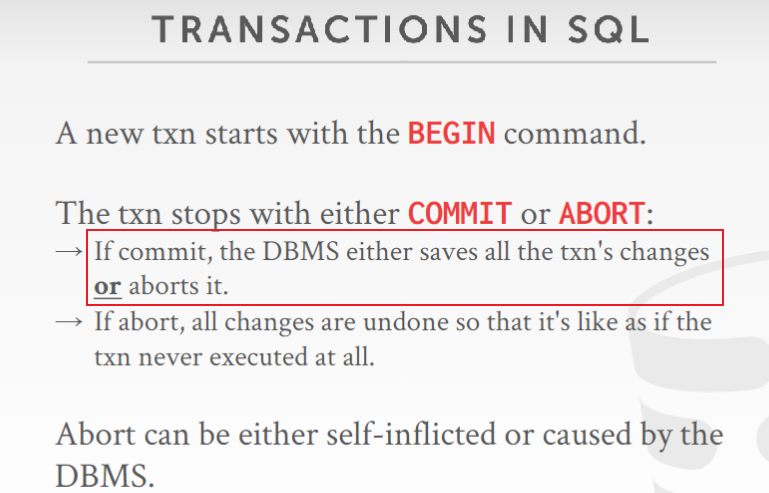 TRANSACTIONS IN SQL
A new txn starts with the BEGIN command.
The txn stops with either COMMIT or ABORT:
→ If commit, the DBMS either saves all the txn's changes
or aborts it.
→ If abort, all changes are undone so that it's like as if the
txn never executed at all.
Abort can be either self-inflicted or caused by the
DBMS.